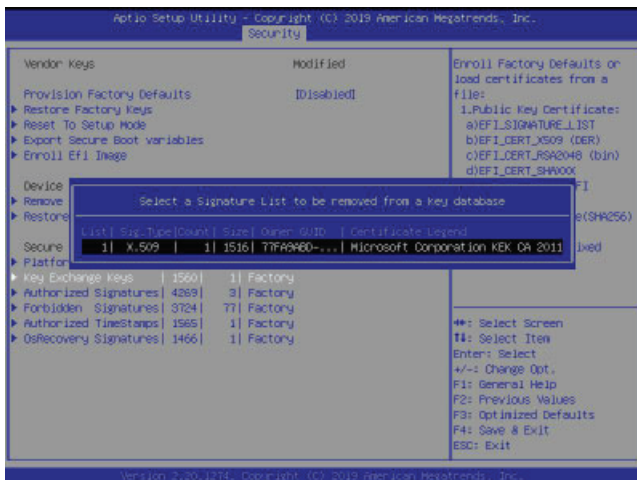 Aptio Setup Utility - Copyright (C) 2019 American Megatrends, Inc.
Security
Vendor Keys Modified
Provision Factory Defaults [Disabled]
Restore Factory Keys
Reset To Setup Mode
Export Secure Boot variables
Enroll Efi Image
Device
Remove
Restore
Secure
Platfor
Key Exchange Keys | 1560| 1| Factory
Authorized Signatures| 4269| 3| Factory
Forbidden Signatures| 3724| 77| Factory
Authorized TimeStamps| 1565| 1| Factory
OsRecovery Signatures| 1466| 1| Factory
Select a Signature List to be removed from a key database
List| Sig.Type|Count| Size| Owner GUID | Certificate Legend
1| X.509 | 1| 1516| 77FA9ABD-...| Microsoft Corporation KEK CA 2011
Enroll Factory Defaults or
load certificates from a
file:
1.Public Key Certificate:
a)EFI_SIGNATURE_LIST
b)EFI_CERT_X509 (DER)
c)EFI_CERT_RSA2048 (bin)
d)EFI_CERT_SHAXXX
FI
e(SHA256)
ixed
↔: Select Screen
↑↓: Select Item
Enter: Select
+/-: Change Opt.
F1: General Help
F2: Previous Values
F3: Optimized Defaults
F4: Save & Exit
ESC: Exit
Version 2.20.1274. Copyright (C) 2019 American Megatrends, Inc.